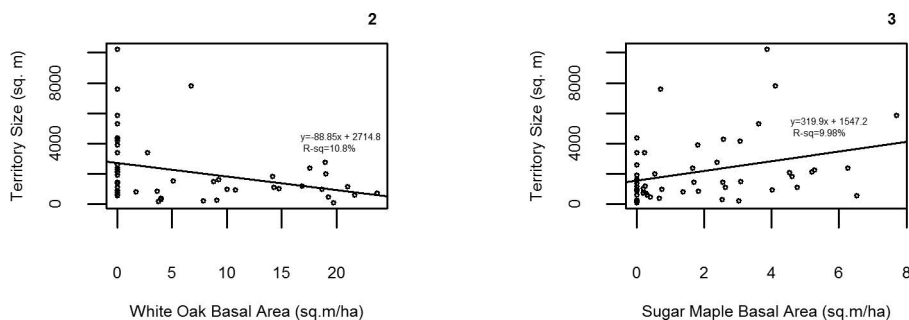 2
Territory Size (sq. m)
8000
4000
0
y=-88.85x + 2714.8
R-sq=10.8%
0 5 10 15 20
White Oak Basal Area (sq.m/ha)
3
Territory Size (sq. m)
8000
4000
0
y=319.9x + 1547.2
R-sq=9.98%
0 2 4 6 8
Sugar Maple Basal Area (sq.m/ha)